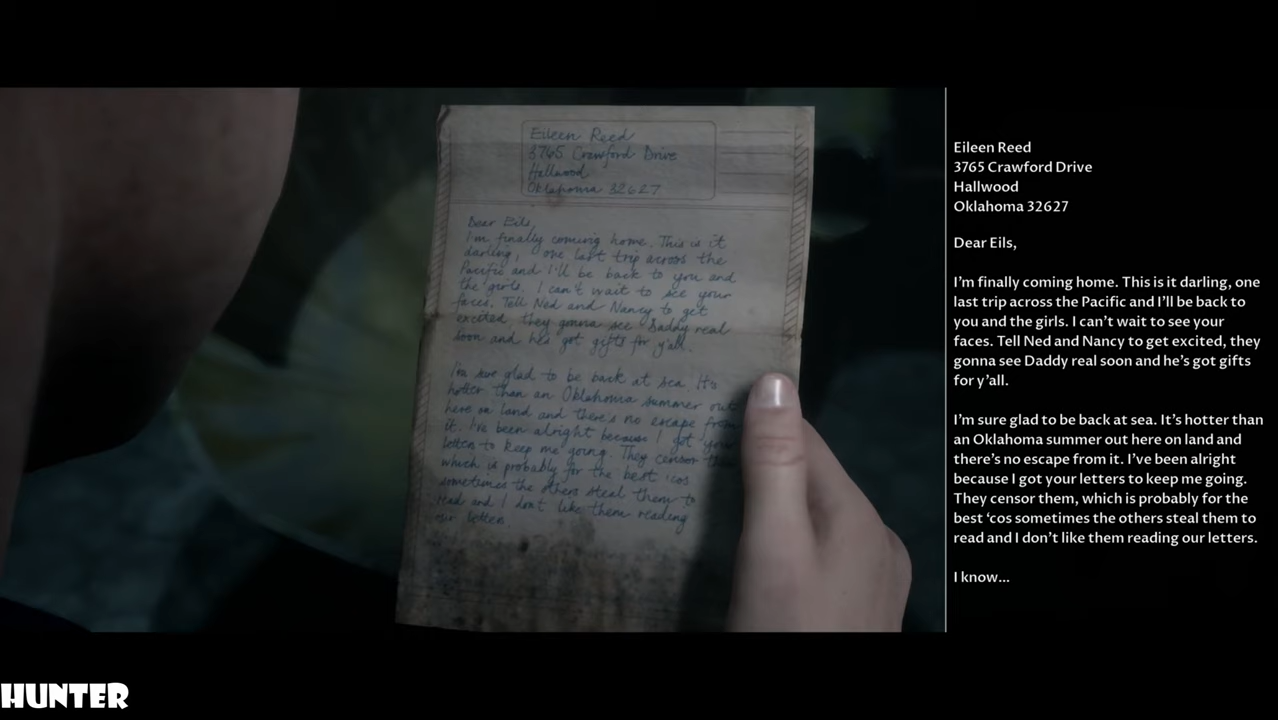 Eileen Reed
3765 Crawford Drive
Hallwood
Oklahoma 32627
Dear Eils,
I'm finally coming home. This is it
darling, one last trip across the
Pacific and I'll be back to you and
the girls. I can't wait to see your
faces. Tell Ned and Nancy to get
excited, they gonna see Daddy real
soon and he's got gifts for y'all.
I'm sure glad to be back at sea. It's
hotter than an Oklahoma summer out
here on land and there's no escape from
it. I've been alright because I got your
letters to keep me going. They censor them
which is probably for the best 'cos
sometimes the others steal them to
read and I don't like them reading
our letters
Eileen Reed
3765 Crawford Drive
Hallwood
Oklahoma 32627
Dear Eils,
I’m finally coming home. This is it darling, one
last trip across the Pacific and I’ll be back to
you and the girls. I can’t wait to see your
faces. Tell Ned and Nancy to get excited, they
gonna see Daddy real soon and he’s got gifts
for y’all.
I’m sure glad to be back at sea. It’s hotter than
an Oklahoma summer out here on land and
there’s no escape from it. I’ve been alright
because I got your letters to keep me going.
They censor them, which is probably for the
best ‘cos sometimes the others steal them to
read and I don’t like them reading our letters.
I know...
HUNTER